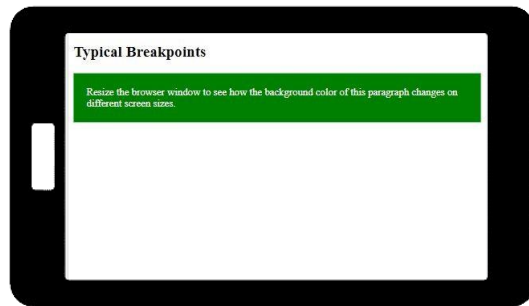 Typical Breakpoints
Resize the browser window to see how the background color of this paragraph changes on
different screen sizes.